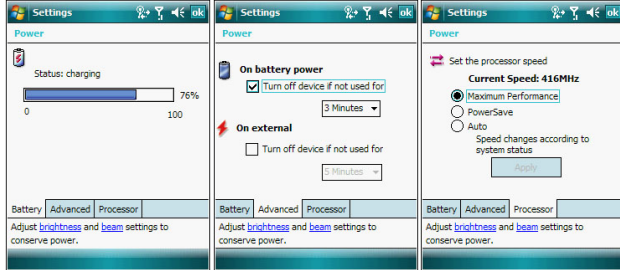 Settings
ok
Power
Status: charging
76%
0
100
Battery Advanced Processor
Adjust brightness and beam settings to
conserve power.
Settings
ok
Power
On battery power
Turn off device if not used for
3 Minutes
On external
Turn off device if not used for
5 Minutes
Battery Advanced Processor
Adjust brightness and beam settings to
conserve power.
Settings
ok
Power
Set the processor speed
Current Speed: 416MHz
Maximum Performance
PowerSave
Auto
Speed changes according to
system status
Apply
Battery Advanced Processor
Adjust brightness and beam settings to
conserve power.